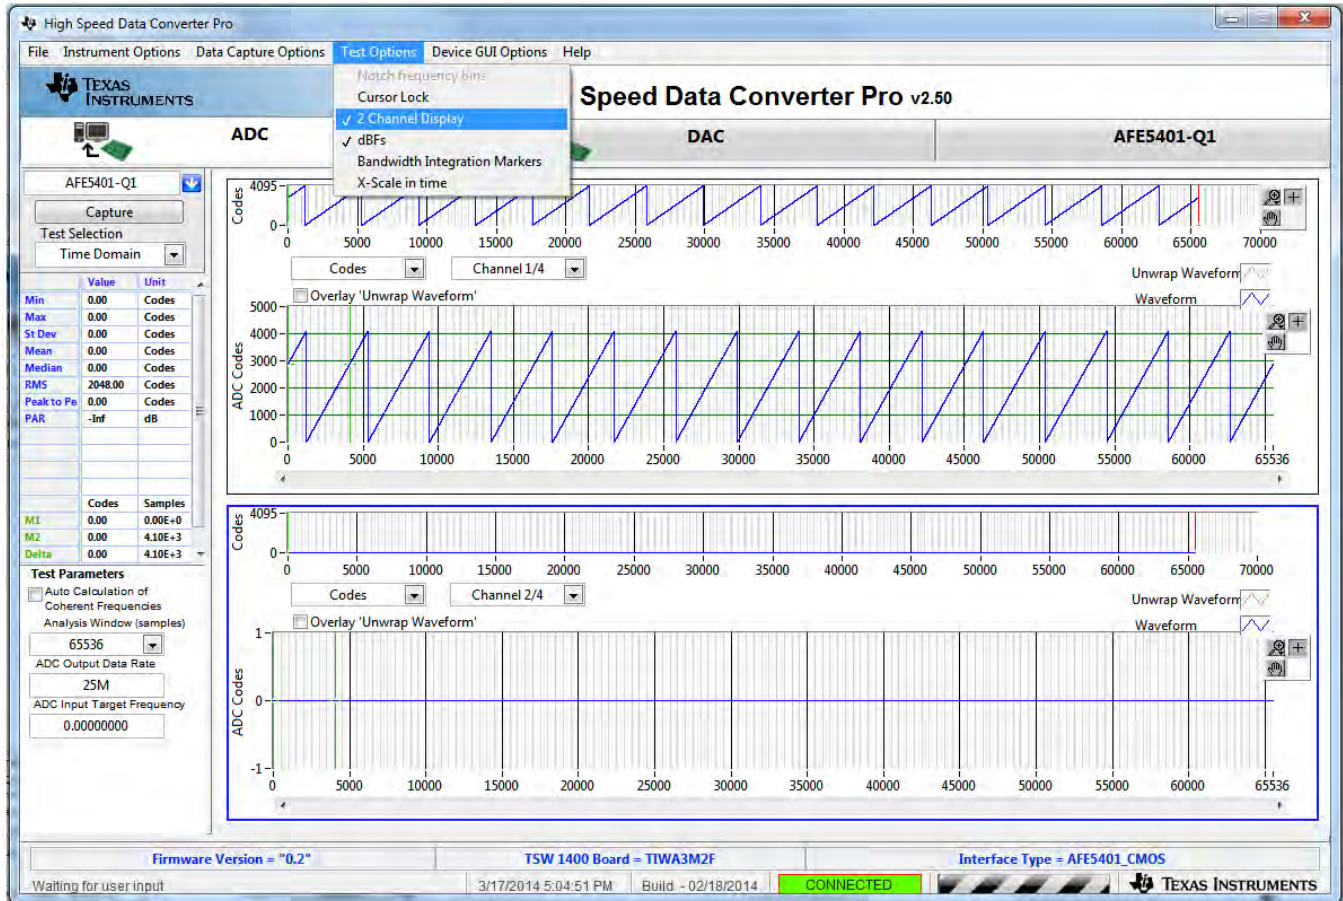 High Speed Data Converter Pro
File Instrument Options Data Capture Options Test Options Device GUI Options Help
TEXAS INSTRUMENTS
Speed Data Converter Pro v2.50
Notch frequency bins
Cursor Lock
2 Channel Display
dBFs
Bandwidth Integration Markers
X-Scale in time
ADC
DAC
AFE5401-Q1
AFE5401-Q1
Capture
Test Selection
Time Domain
Value Unit
Min 0.00 Codes
Max 0.00 Codes
St Dev 0.00 Codes
Mean 0.00 Codes
Median 0.00 Codes
RMS 2048.00 Codes
Peak to Pe 0.00 Codes
PAR -Inf dB
Codes Samples
M1 0.00 0.00E+0
M2 0.00 4.10E+3
Delta 0.00 4.10E+3
Test Parameters
Auto Calculation of
Coherent Frequencies
Analysis Window (samples)
65536
ADC Output Data Rate
25M
ADC Input Target Frequency
0.00000000
Codes
4095
0
0 5000 10000 15000 20000 25000 30000 35000 40000 45000 50000 55000 60000 65000 70000
Codes Channel 1/4
Unwrap Waveform
Overlay 'Unwrap Waveform'
Waveform
ADC Codes
5000
4000
3000
2000
1000
0
0 5000 10000 15000 20000 25000 30000 35000 40000 45000 50000 55000 60000 65536
Codes
4095
0
0 5000 10000 15000 20000 25000 30000 35000 40000 45000 50000 55000 60000 65000 70000
Codes Channel 2/4
Unwrap Waveform
Overlay 'Unwrap Waveform'
Waveform
ADC Codes
1
0
-1
0 5000 10000 15000 20000 25000 30000 35000 40000 45000 50000 55000 60000 65536
Firmware Version = "0.2"
TSW 1400 Board = TIWA3M2F
Interface Type = AFE5401_CMOS
Waiting for user input
3/17/2014 5:04:51 PM
Build - 02/18/2014
CONNECTED
TEXAS INSTRUMENTS